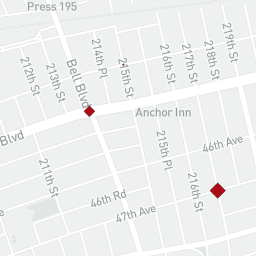 Press 195
219th St
218th St
217th St
216th St
215th St
214th Pl
213th St
212th St
Bell Blvd
Anchor Inn
Blvd
46th Ave
215th Pl
211th St
216th St
46th Rd
47th Ave